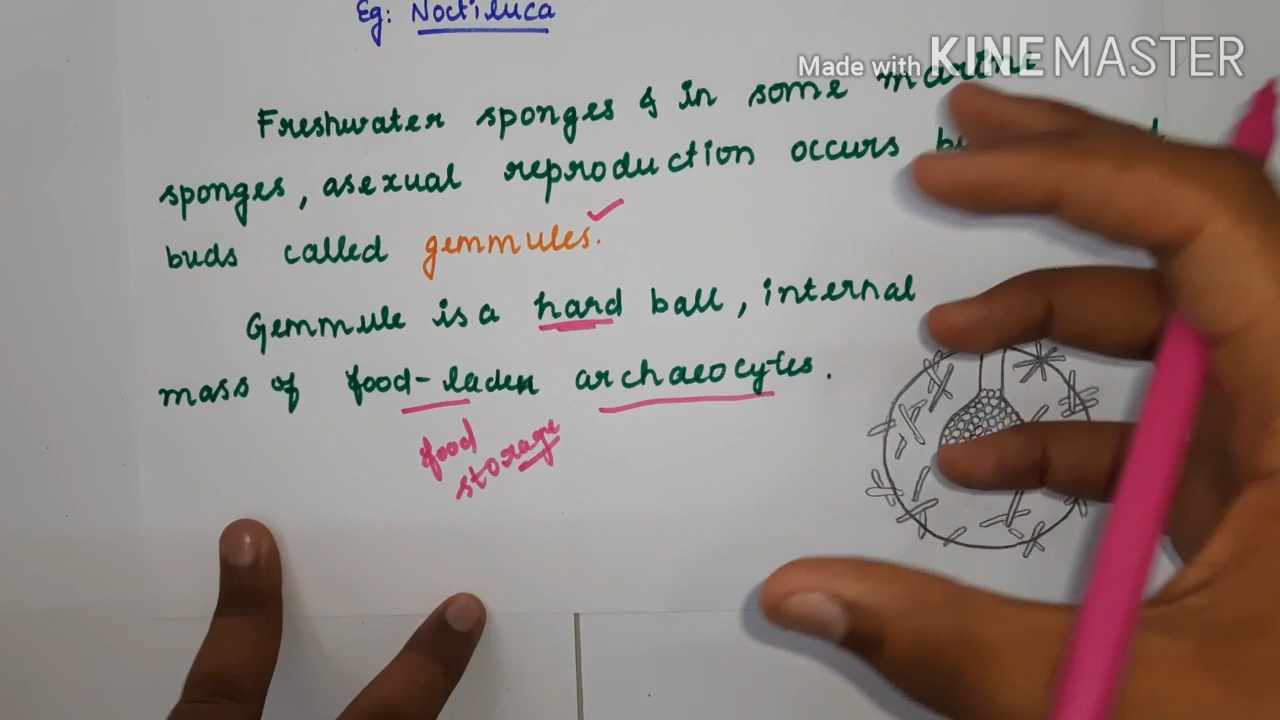 Eg: Noctiluca
Made with KINEMASTER
Freshwater sponges & in some marine
sponges, asexual reproduction occurs
buds called gemmules.
Gemmule is a hard ball, internal
mass of food-laden archaeocytes.
food
storage